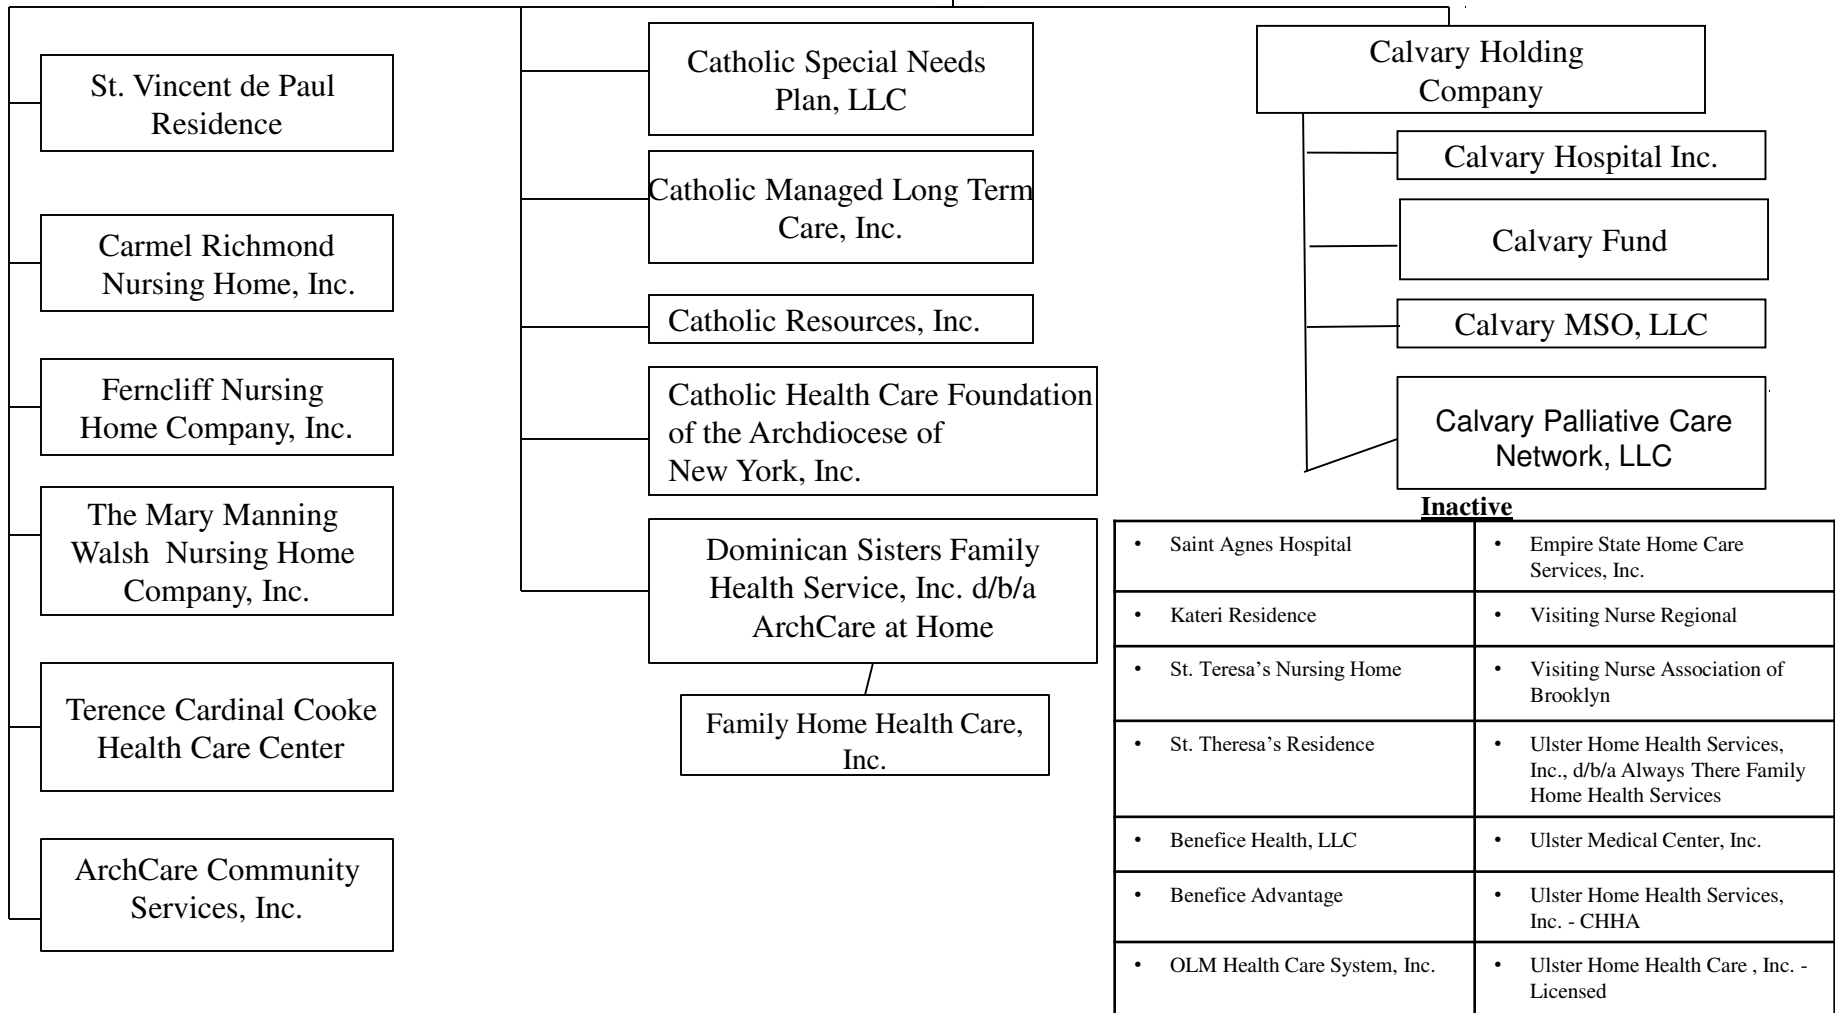 St. Vincent de Paul
Residence
Carmel Richmond
Nursing Home, Inc.
Ferncliff Nursing
Home Company, Inc.
The Mary Manning
Walsh  Nursing Home
Company, Inc.
Terence Cardinal Cooke
Health Care Center
ArchCare Community
Services, Inc.
Catholic Special Needs
Plan, LLC
Catholic Managed Long Term
Care, Inc.
Catholic Resources, Inc.
Catholic Health Care Foundation
of the Archdiocese of
New York, Inc.
Dominican Sisters Family
Health Service, Inc. d/b/a
ArchCare at Home
Family Home Health Care,
Inc.
Calvary Holding
Company
Calvary Hospital Inc.
Calvary Fund
Calvary MSO, LLC
Calvary Palliative Care
Network, LLC
Inactive
• Saint Agnes Hospital
• Empire State Home Care
Services, Inc.
• Kateri Residence
• Visiting Nurse Regional
• St. Teresa’s Nursing Home
• Visiting Nurse Association of
Brooklyn
• St. Theresa’s Residence
• Ulster Home Health Services,
Inc., d/b/a Always There Family
Home Health Services
• Benefice Health, LLC
• Ulster Medical Center, Inc.
• Benefice Advantage
• Ulster Home Health Services,
Inc. - CHHA
• OLM Health Care System, Inc.
• Ulster Home Health Care , Inc. -
Licensed